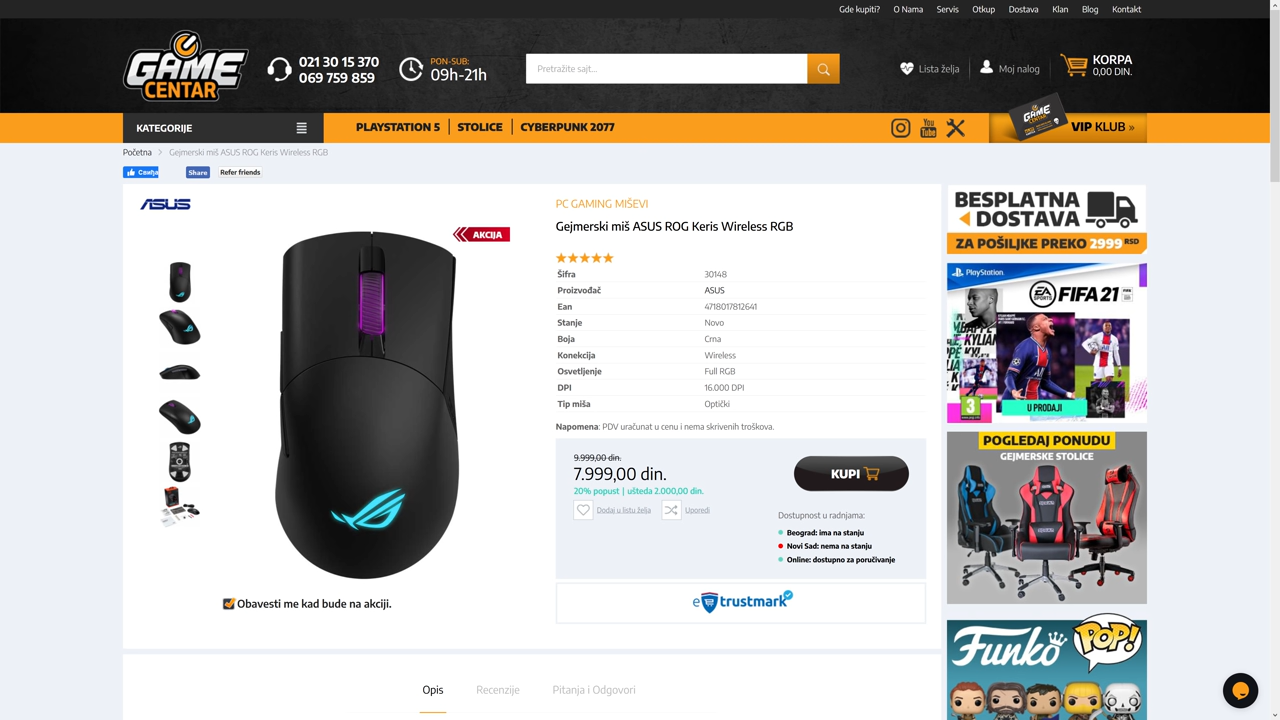 Gde kupiti?
O Nama
Servis
Otkup
Dostava
Klan
Blog
Kontakt
GAME
CENTAR
021 30 15 370
069 759 859
PON-SUB:
09h-21h
Pretražite sajt...
Lista želja
Moj nalog
KORPA
0,00 DIN.
KATEGORIJE
PLAYSTATION 5
STOLICE
CYBERPUNK 2077
You
Tube
GAME
CENTAR
VIP KLUB »
Početna
Gejmerski miš ASUS ROG Keris Wireless RGB
Свиђа
Share
Refer friends
ASUS
AKCIJA
Obavesti me kad bude na akciji.
PC GAMING MIŠEVI
Gejmerski miš ASUS ROG Keris Wireless RGB
Šifra 30148
Proizvođač ASUS
Ean 4718017812641
Stanje Novo
Boja Crna
Konekcija Wireless
Osvetljenje Full RGB
DPI 16.000 DPI
Tip miša Optički
Napomena: PDV uračunat u cenu i nema skrivenih troškova.
9.999,00 din.
7.999,00 din.
20% popust | ušteda 2.000,00 din.
Dodaj u listu želja
Uporedi
KUPI
Dostupnost u radnjama:
Beograd: ima na stanju
Novi Sad: nema na stanju
Online: dostupno za poručivanje
e trustmark
Opis
Recenzije
Pitanja i Odgovori
BESPLATNA
DOSTAVA
ZA POŠILJKE PREKO 2999 RSD
PlayStation
EA
SPORTS
FIFA 21
3
U PRODAJI
POGLEDAJ PONUDU
GEJMERSKE STOLICE
Funko
POP!